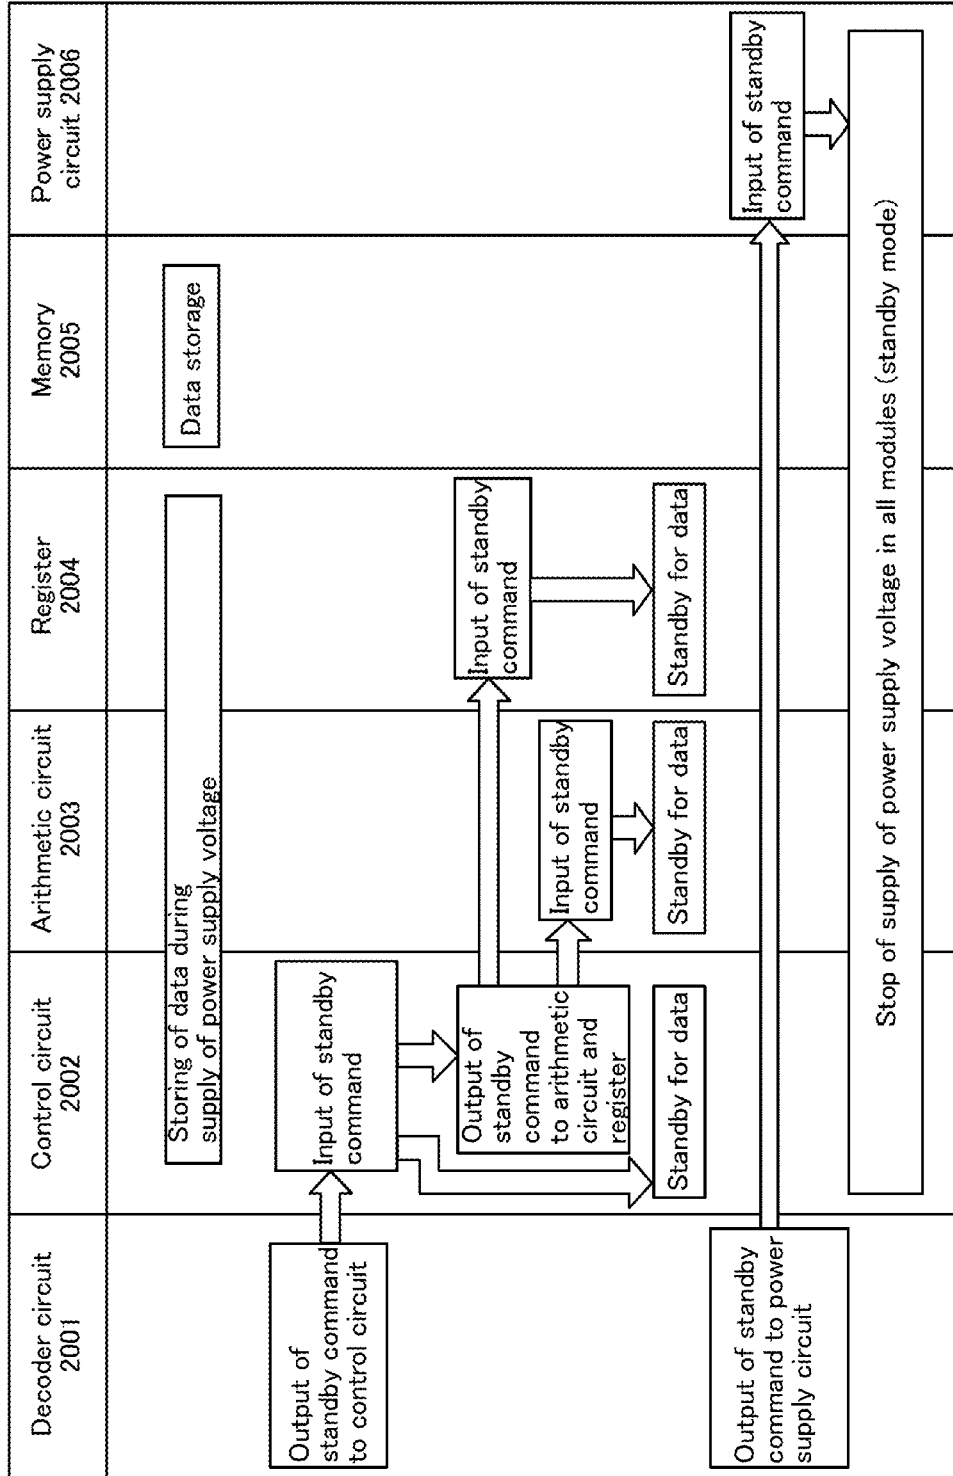 Decoder circuit
2001
Control circuit
2002
Arithmetic circuit
2003
Register
2004
Memory
2005
Power supply
circuit 2006
Storing of data during
supply of power supply voltage
Data storage
Output of
standby command
to control circuit
Input of standby
command
Output of
standby
command
to arithmetic
circuit and
register
Input of standby
command
Input of standby
command
Standby for data
Standby for data
Standby for data
Output of standby
command to power
supply circuit
Input of standby
command
Stop of supply of power supply voltage in all modules (standby mode)